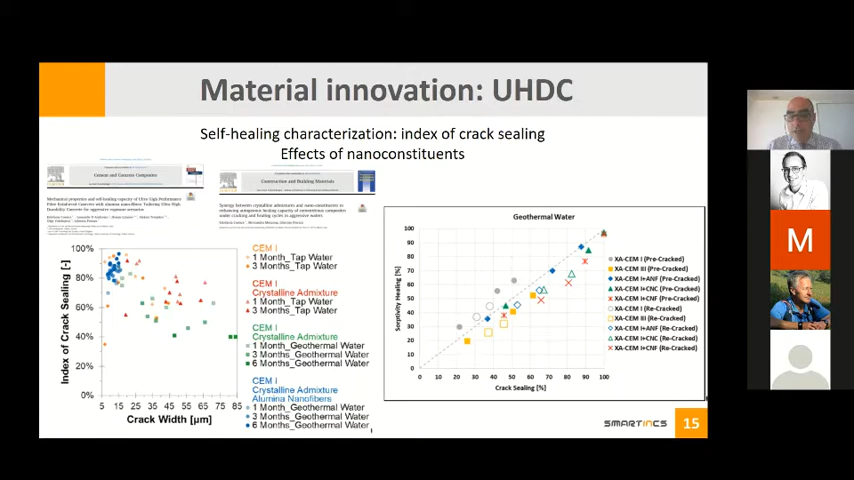 Material innovation: UHDC
Self-healing characterization: index of crack sealing
Effects of nanoconstituents
Cement and Concrete Composites
Construction and Building Materials
100%
80%
60%
40%
20%
0%
Index of Crack Sealing [-]
5 15 25 35 45 55 65 75 85
Crack Width [µm]
CEM I
1 Month_Tap Water
3 Months_Tap Water
CEM I
Crystalline Admixture
1 Month_Tap Water
3 Months_Tap Water
CEM I
Crystalline Admixture
1 Month_Geothermal Water
3 Months_Geothermal Water
6 Months_Geothermal Water
CEM I
Crystalline Admixture
Alumina Nanofibers
1 Month_Geothermal Water
3 Months_Geothermal Water
6 Months_Geothermal Water
Geothermal Water
Sorptivity Healing [%]
100
90
80
70
60
50
40
30
20
10
0
0 10 20 30 40 50 60 70 80 90 100
Crack Sealing [%]
XA-CEM I (Pre-Cracked)
XA-CEM III (Pre-Cracked)
XA-CEM I+ANF (Pre-Cracked)
XA-CEM I+CNC (Pre-Cracked)
XA-CEM I+CNF (Pre-Cracked)
XA-CEM I (Re-Cracked)
XA-CEM III (Re-Cracked)
XA-CEM I+ANF (Re-Cracked)
XA-CEM I+CNC (Re-Cracked)
XA-CEM I+CNF (Re-Cracked)
SMARTINCS
15
M